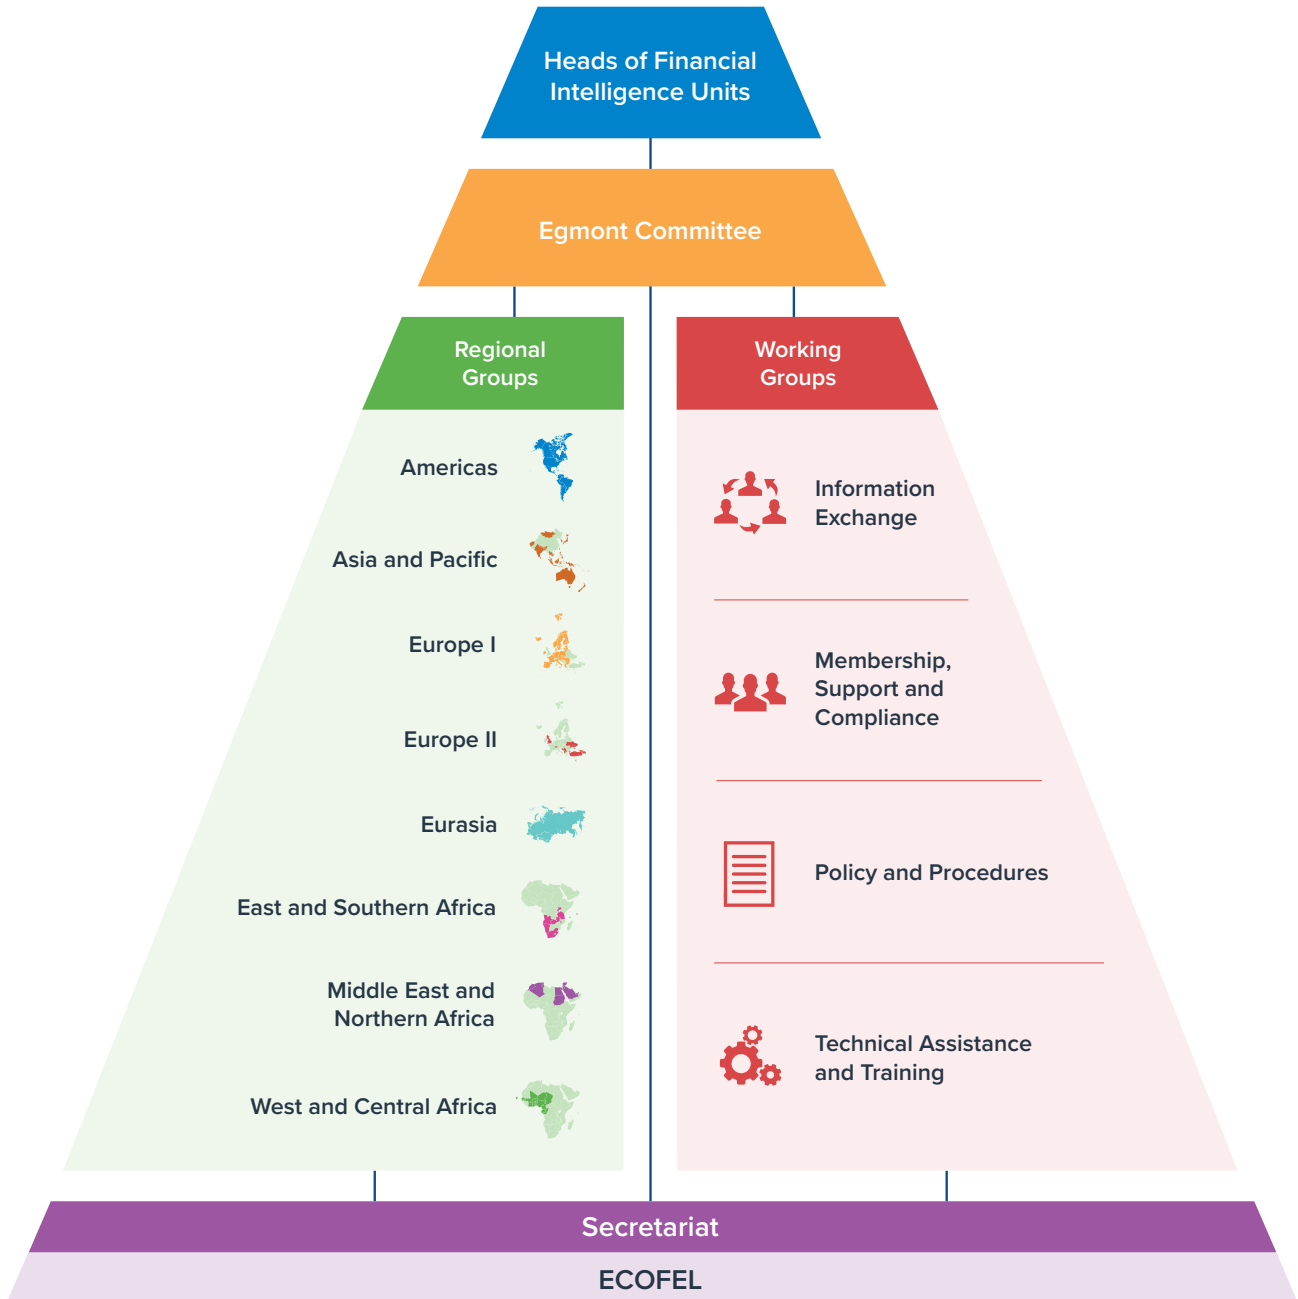 Heads of Financial
Intelligence Units
Egmont Committee
Regional
Groups
Americas
Asia and Pacific
Europe I
Europe II
Eurasia
East and Southern Africa
Middle East and
Northern Africa
West and Central Africa
Working
Groups
Information
Exchange
Membership,
Support and
Compliance
Policy and Procedures
Technical Assistance
and Training
Secretariat
ECOFEL